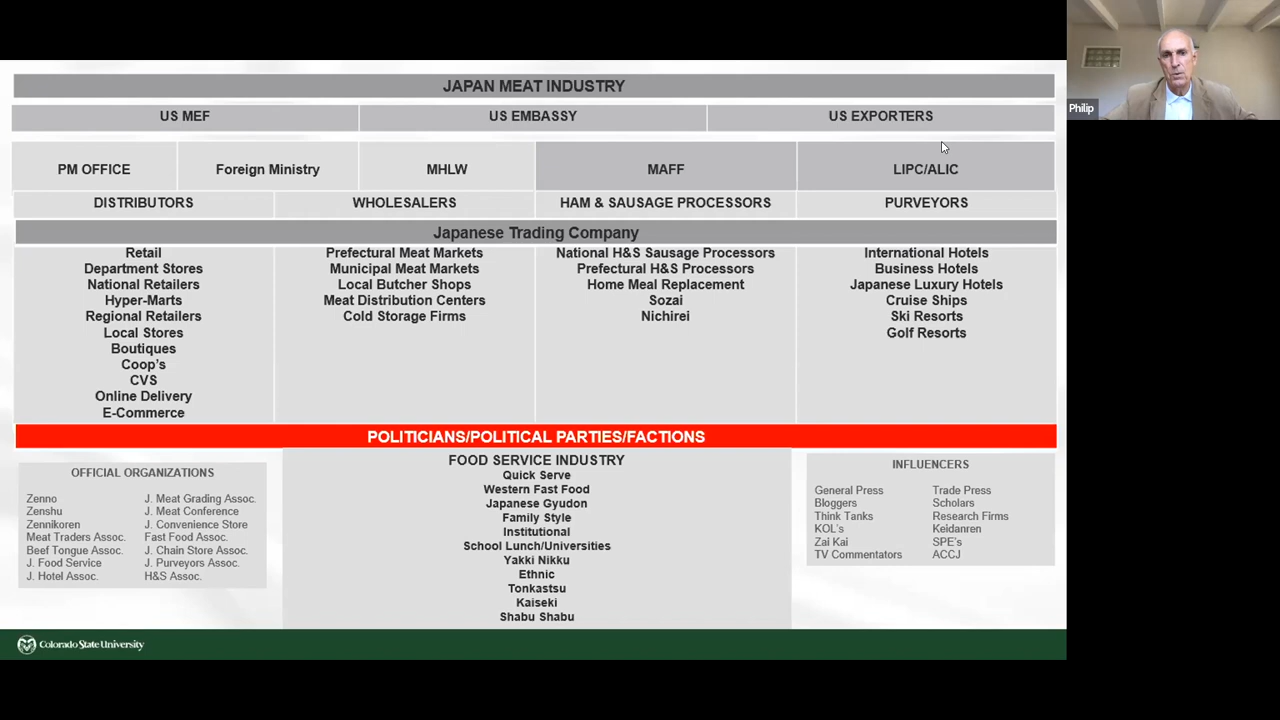 JAPAN MEAT INDUSTRY
US MEF
US EMBASSY
US EXPORTERS
PM OFFICE
Foreign Ministry
MHLW
MAFF
LIPC/ALIC
DISTRIBUTORS
WHOLESALERS
HAM & SAUSAGE PROCESSORS
PURVEYORS
Japanese Trading Company
Retail
Department Stores
National Retailers
Hyper-Marts
Regional Retailers
Local Stores
Boutiques
Coop's
CVS
Online Delivery
E-Commerce
Prefectural Meat Markets
Municipal Meat Markets
Local Butcher Shops
Meat Distribution Centers
Cold Storage Firms
National H&S Sausage Processors
Prefectural H&S Processors
Home Meal Replacement
Sozai
Nichirei
International Hotels
Business Hotels
Japanese Luxury Hotels
Cruise Ships
Ski Resorts
Golf Resorts
POLITICIANS/POLITICAL PARTIES/FACTIONS
OFFICIAL ORGANIZATIONS
Zenno
Zenshu
Zennikoren
Meat Traders Assoc.
Beef Tongue Assoc.
J. Food Service
J. Hotel Assoc.
J. Meat Grading Assoc.
J. Meat Conference
J. Convenience Store
Fast Food Assoc.
J. Chain Store Assoc.
J. Purveyors Assoc.
H&S Assoc.
FOOD SERVICE INDUSTRY
Quick Serve
Western Fast Food
Japanese Gyudon
Family Style
Institutional
School Lunch/Universities
Yakki Nikku
Ethnic
Tonkastsu
Kaiseki
Shabu Shabu
INFLUENCERS
General Press
Bloggers
Think Tanks
KOL's
Zai Kai
TV Commentators
Trade Press
Scholars
Research Firms
Keidanren
SPE's
ACCJ
Colorado State University
Philip